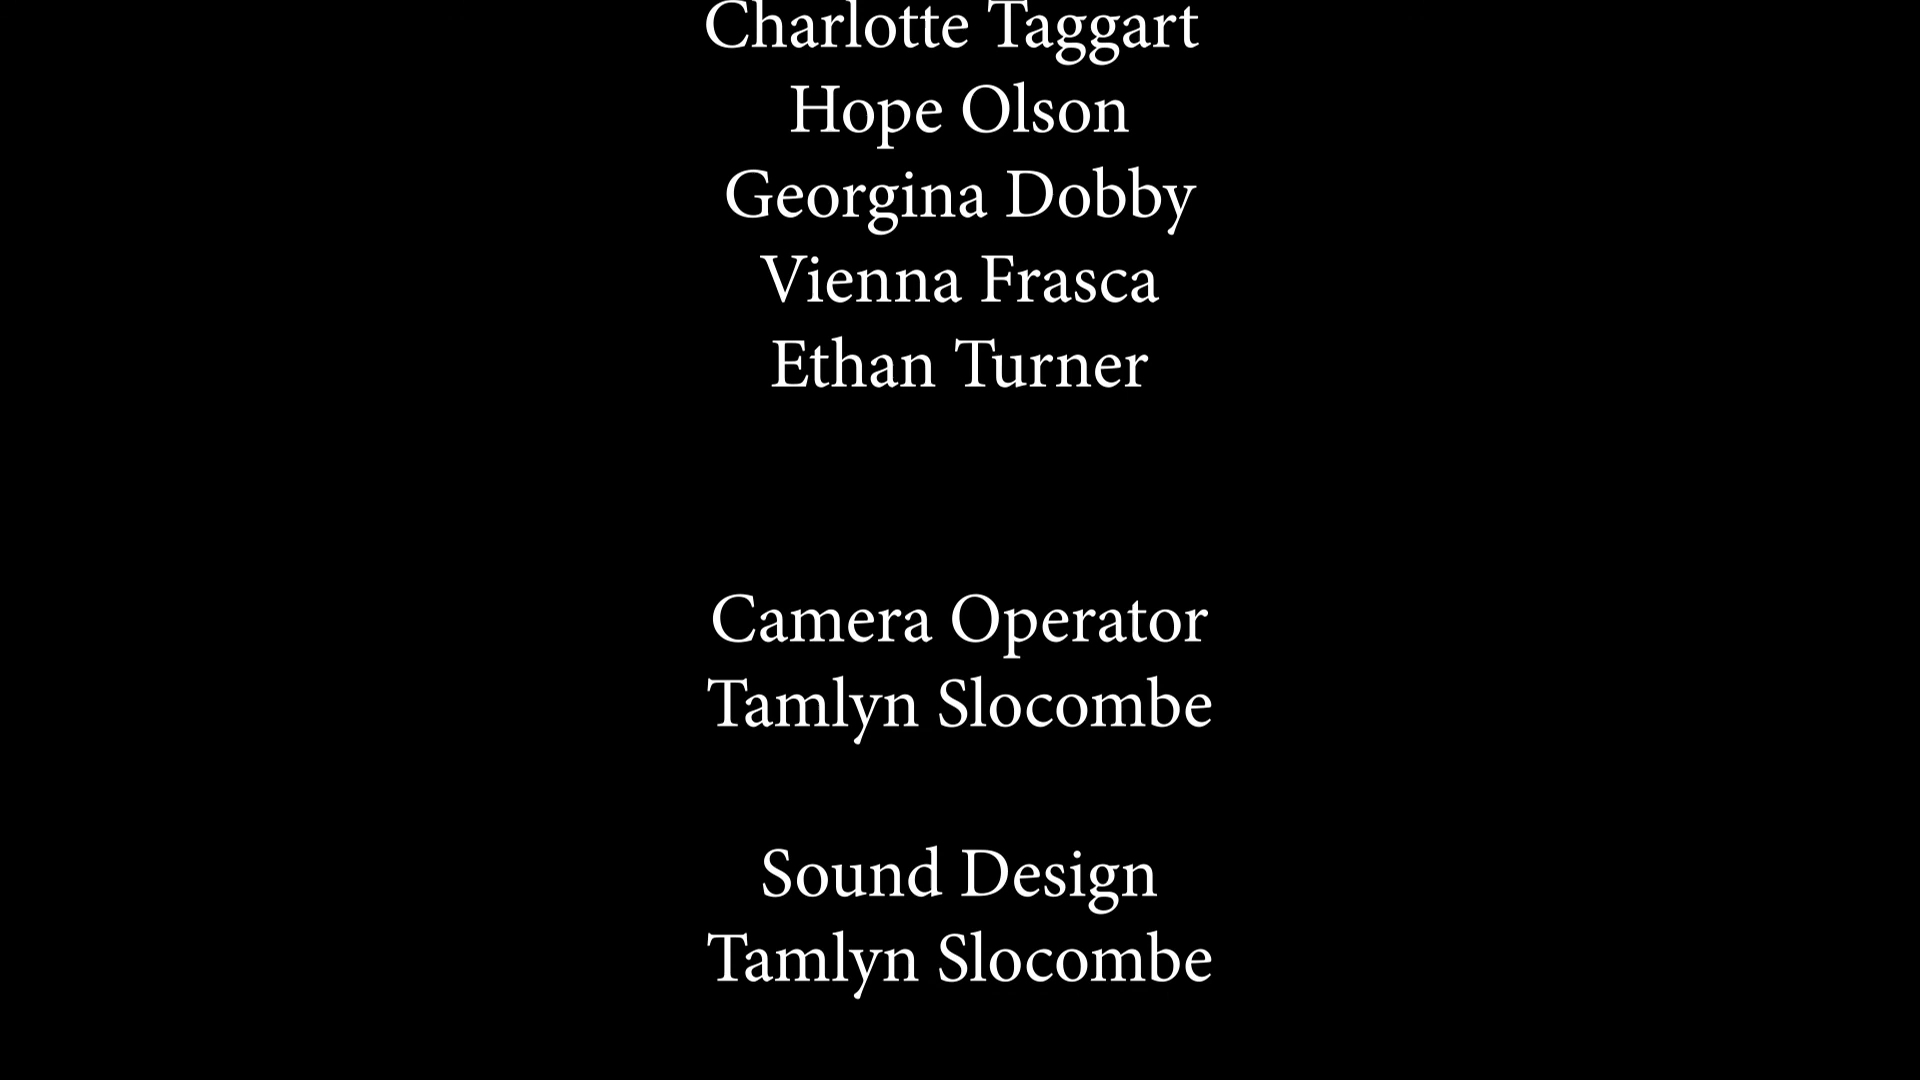 Charlotte Taggart
Hope Olson
Georgina Dobby
Vienna Frasca
Ethan Turner
Camera Operator
Tamlyn Slocombe
Sound Design
Tamlyn Slocombe